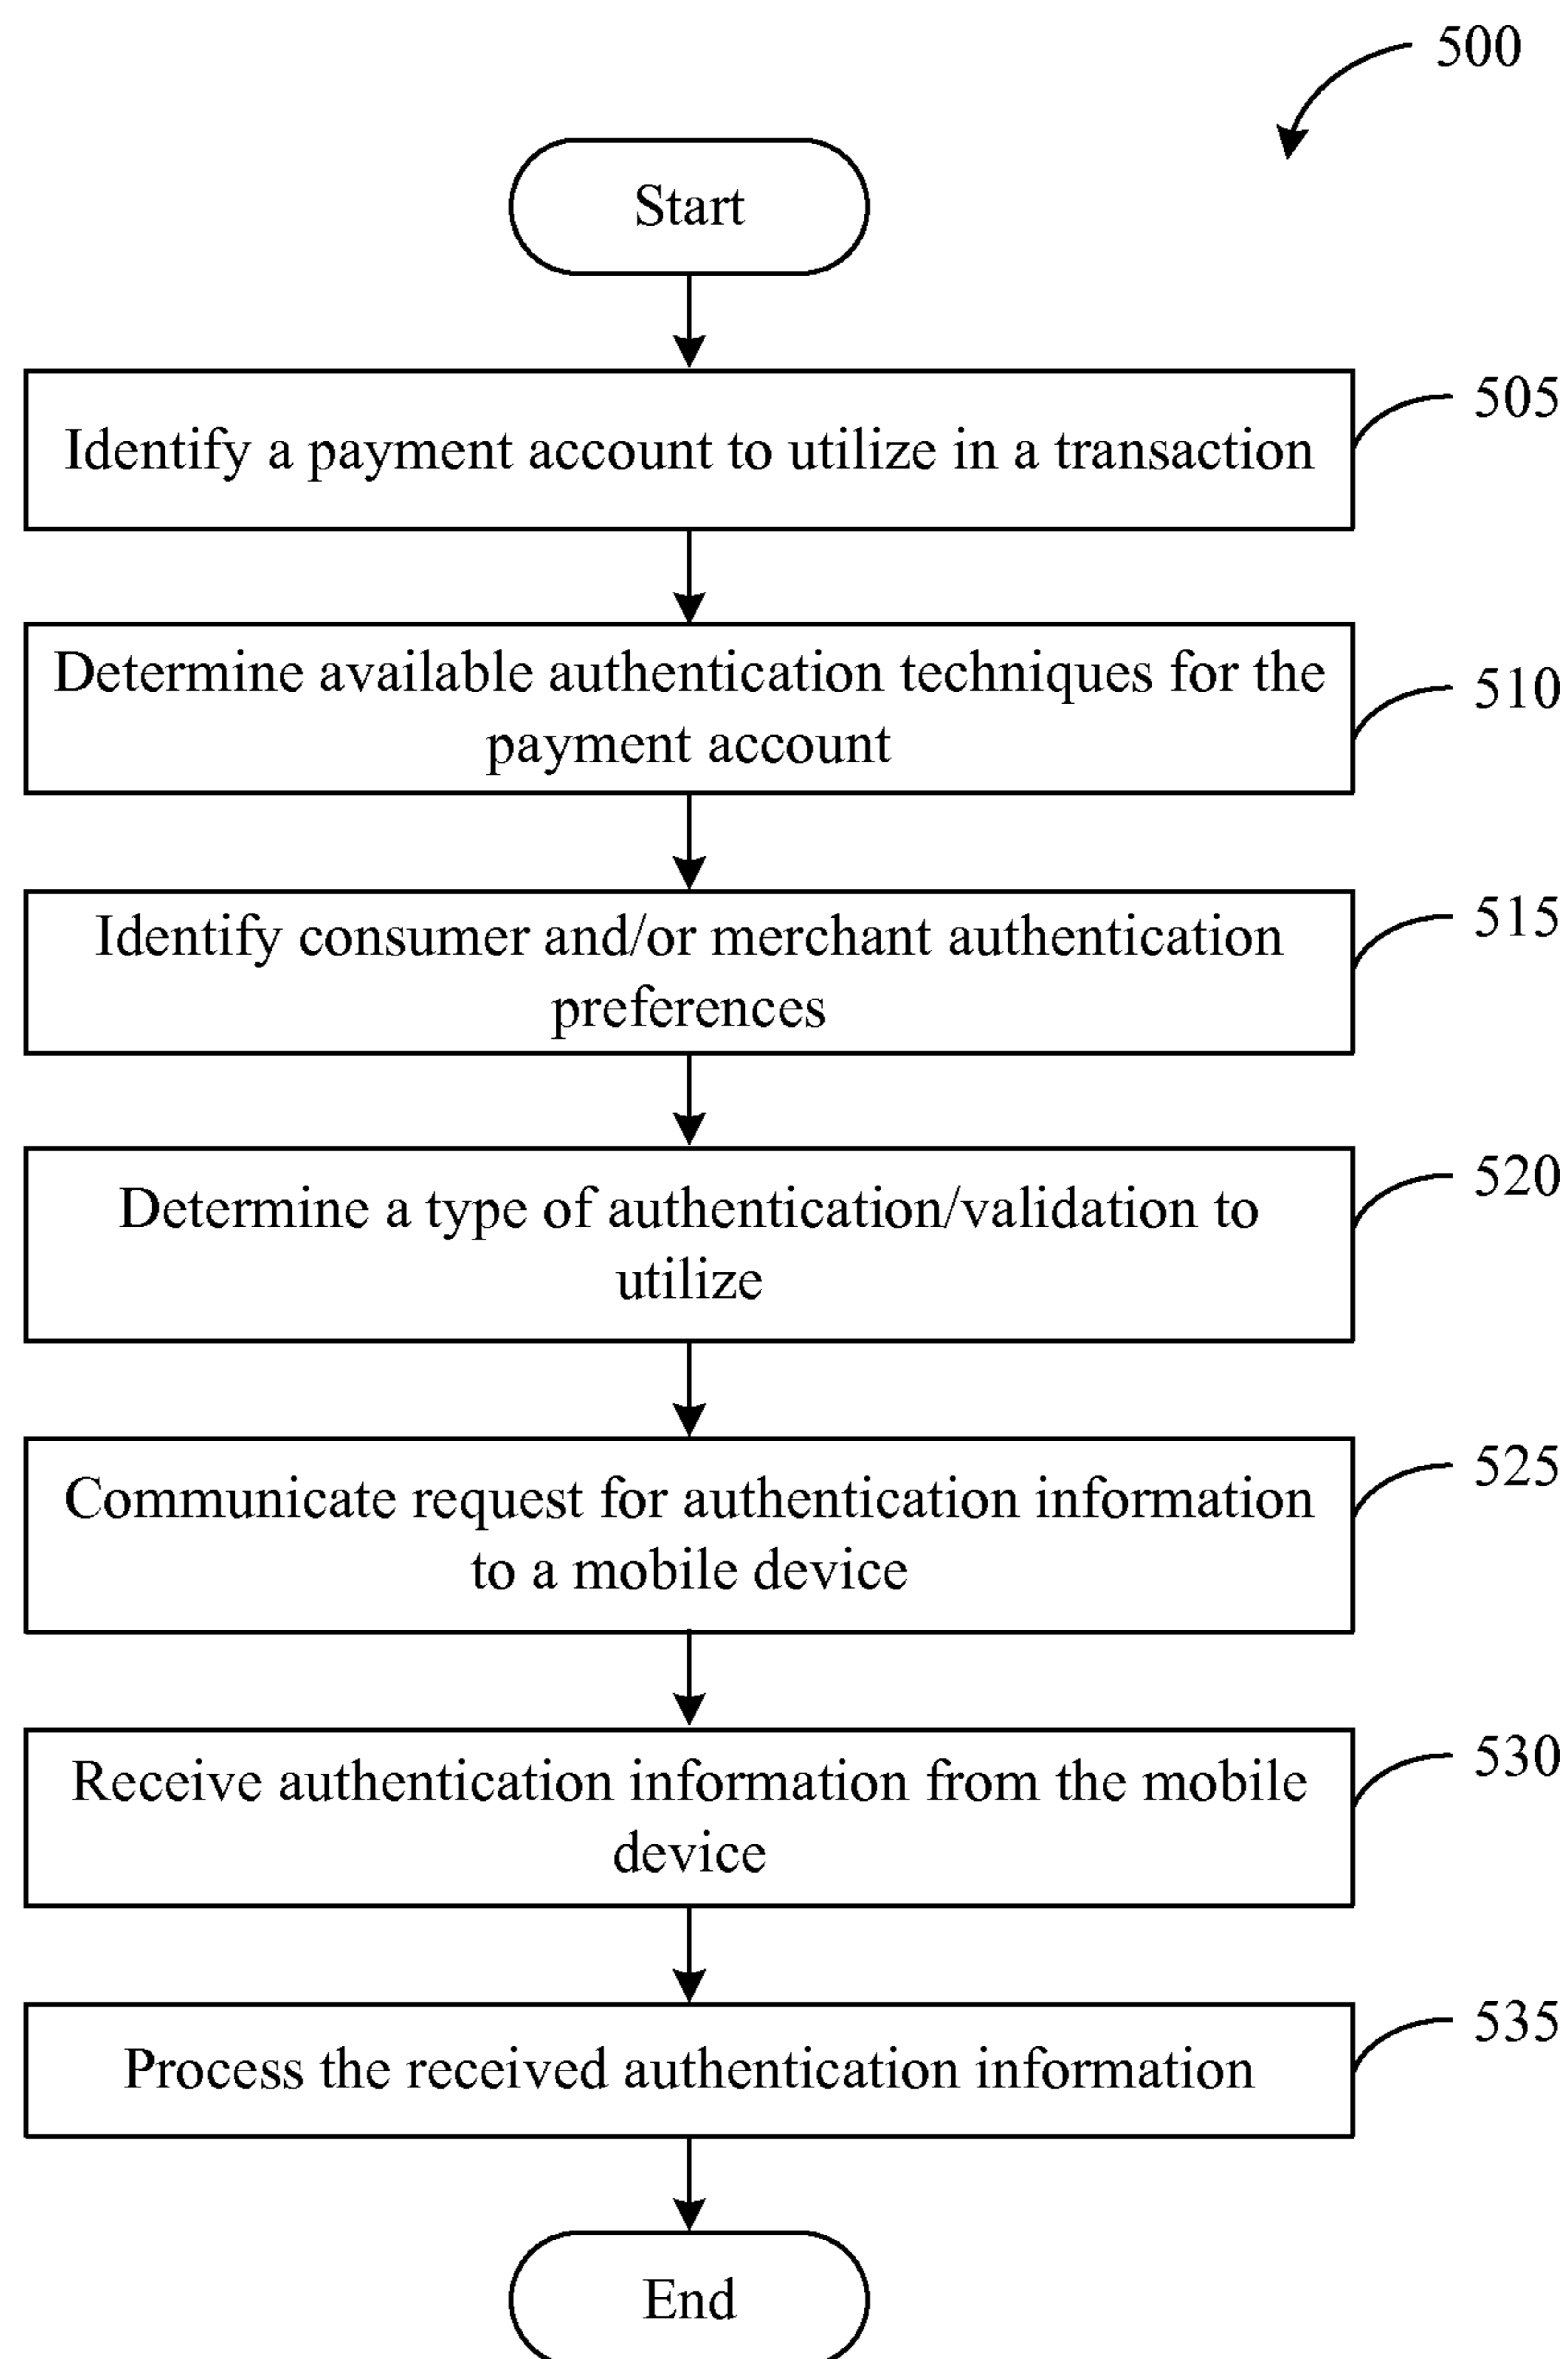 500
Start
Identify a payment account to utilize in a transaction
505
Determine available authentication techniques for the
payment account
510
Identify consumer and/or merchant authentication
preferences
515
Determine a type of authentication/validation to
utilize
520
Communicate request for authentication information
to a mobile device
525
Receive authentication information from the mobile
device
530
Process the received authentication information
535
End